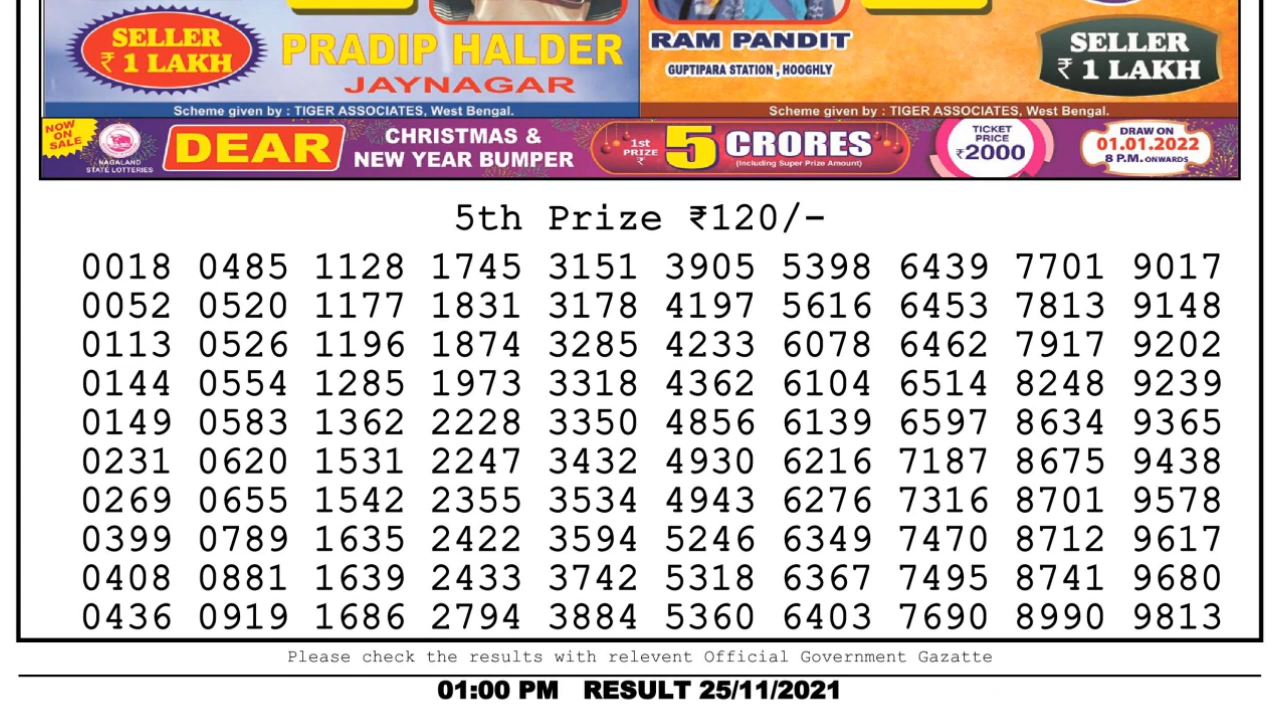 SELLER
₹ 1 LAKH
PRADIP HALDER
JAYNAGAR
Scheme given by : TIGER ASSOCIATES, West Bengal.
RAM PANDIT
GUPTIPARA STATION , HOOGHLY
SELLER
₹ 1 LAKH
Scheme given by : TIGER ASSOCIATES, West Bengal.
NOW
ON
SALE
NAGALAND
STATE LOTTERIES
DEAR
CHRISTMAS &
NEW YEAR BUMPER
1st
PRIZE
₹
5 CRORES
(Including Super Prize Amount)
TICKET
PRICE
₹2000
DRAW ON
01.01.2022
8 P.M. ONWARDS
5th Prize ₹120/-
0018 0485 1128 1745 3151 3905 5398 6439 7701 9017
0052 0520 1177 1831 3178 4197 5616 6453 7813 9148
0113 0526 1196 1874 3285 4233 6078 6462 7917 9202
0144 0554 1285 1973 3318 4362 6104 6514 8248 9239
0149 0583 1362 2228 3350 4856 6139 6597 8634 9365
0231 0620 1531 2247 3432 4930 6216 7187 8675 9438
0269 0655 1542 2355 3534 4943 6276 7316 8701 9578
0399 0789 1635 2422 3594 5246 6349 7470 8712 9617
0408 0881 1639 2433 3742 5318 6367 7495 8741 9680
0436 0919 1686 2794 3884 5360 6403 7690 8990 9813
Please check the results with relevent Official Government Gazatte
01:00 PM RESULT 25/11/2021